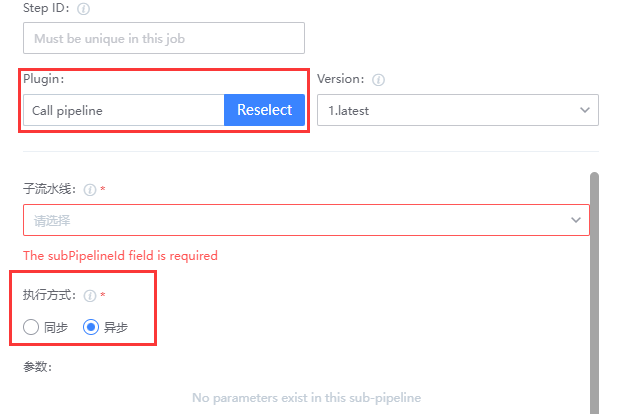 Step ID:
Must be unique in this job
Plugin:
Version:
Call pipeline
Reselect
1.latest
子流水线: *
请选择
The subPipelineId field is required
执行方式: *
同步
异步
参数:
No parameters exist in this sub-pipeline